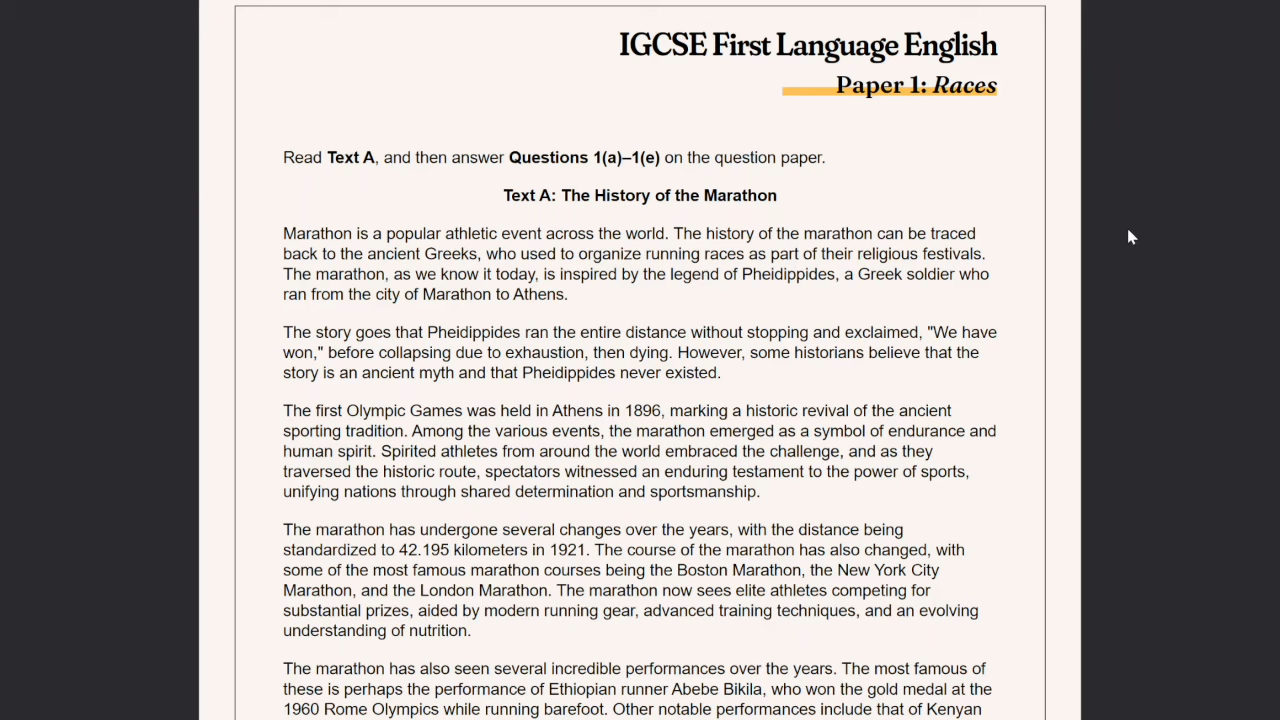 IGCSE First Language English
Paper 1: Races
Read Text A, and then answer Questions 1(a)–1(e) on the question paper.
Text A: The History of the Marathon
Marathon is a popular athletic event across the world. The history of the marathon can be traced
back to the ancient Greeks, who used to organize running races as part of their religious festivals.
The marathon, as we know it today, is inspired by the legend of Pheidippides, a Greek soldier who
ran from the city of Marathon to Athens.
The story goes that Pheidippides ran the entire distance without stopping and exclaimed, "We have
won," before collapsing due to exhaustion, then dying. However, some historians believe that the
story is an ancient myth and that Pheidippides never existed.
The first Olympic Games was held in Athens in 1896, marking a historic revival of the ancient
sporting tradition. Among the various events, the marathon emerged as a symbol of endurance and
human spirit. Spirited athletes from around the world embraced the challenge, and as they
traversed the historic route, spectators witnessed an enduring testament to the power of sports,
unifying nations through shared determination and sportsmanship.
The marathon has undergone several changes over the years, with the distance being
standardized to 42.195 kilometers in 1921. The course of the marathon has also changed, with
some of the most famous marathon courses being the Boston Marathon, the New York City
Marathon, and the London Marathon. The marathon now sees elite athletes competing for
substantial prizes, aided by modern running gear, advanced training techniques, and an evolving
understanding of nutrition.
The marathon has also seen several incredible performances over the years. The most famous of
these is perhaps the performance of Ethiopian runner Abebe Bikila, who won the gold medal at the
1960 Rome Olympics while running barefoot. Other notable performances include that of Kenyan